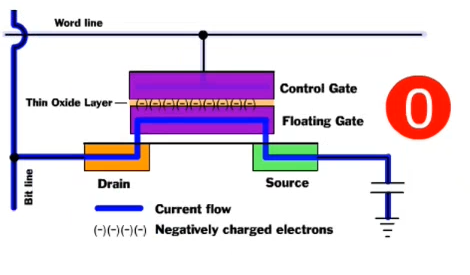 Word line
Control Gate
Thin Oxide Layer
(-)(-)(-)(-)(-)(-)(-)(-)(-)
Floating Gate
0
Drain
Source
Bit line
Current flow
(-)(-)(-)(-) Negatively charged electrons